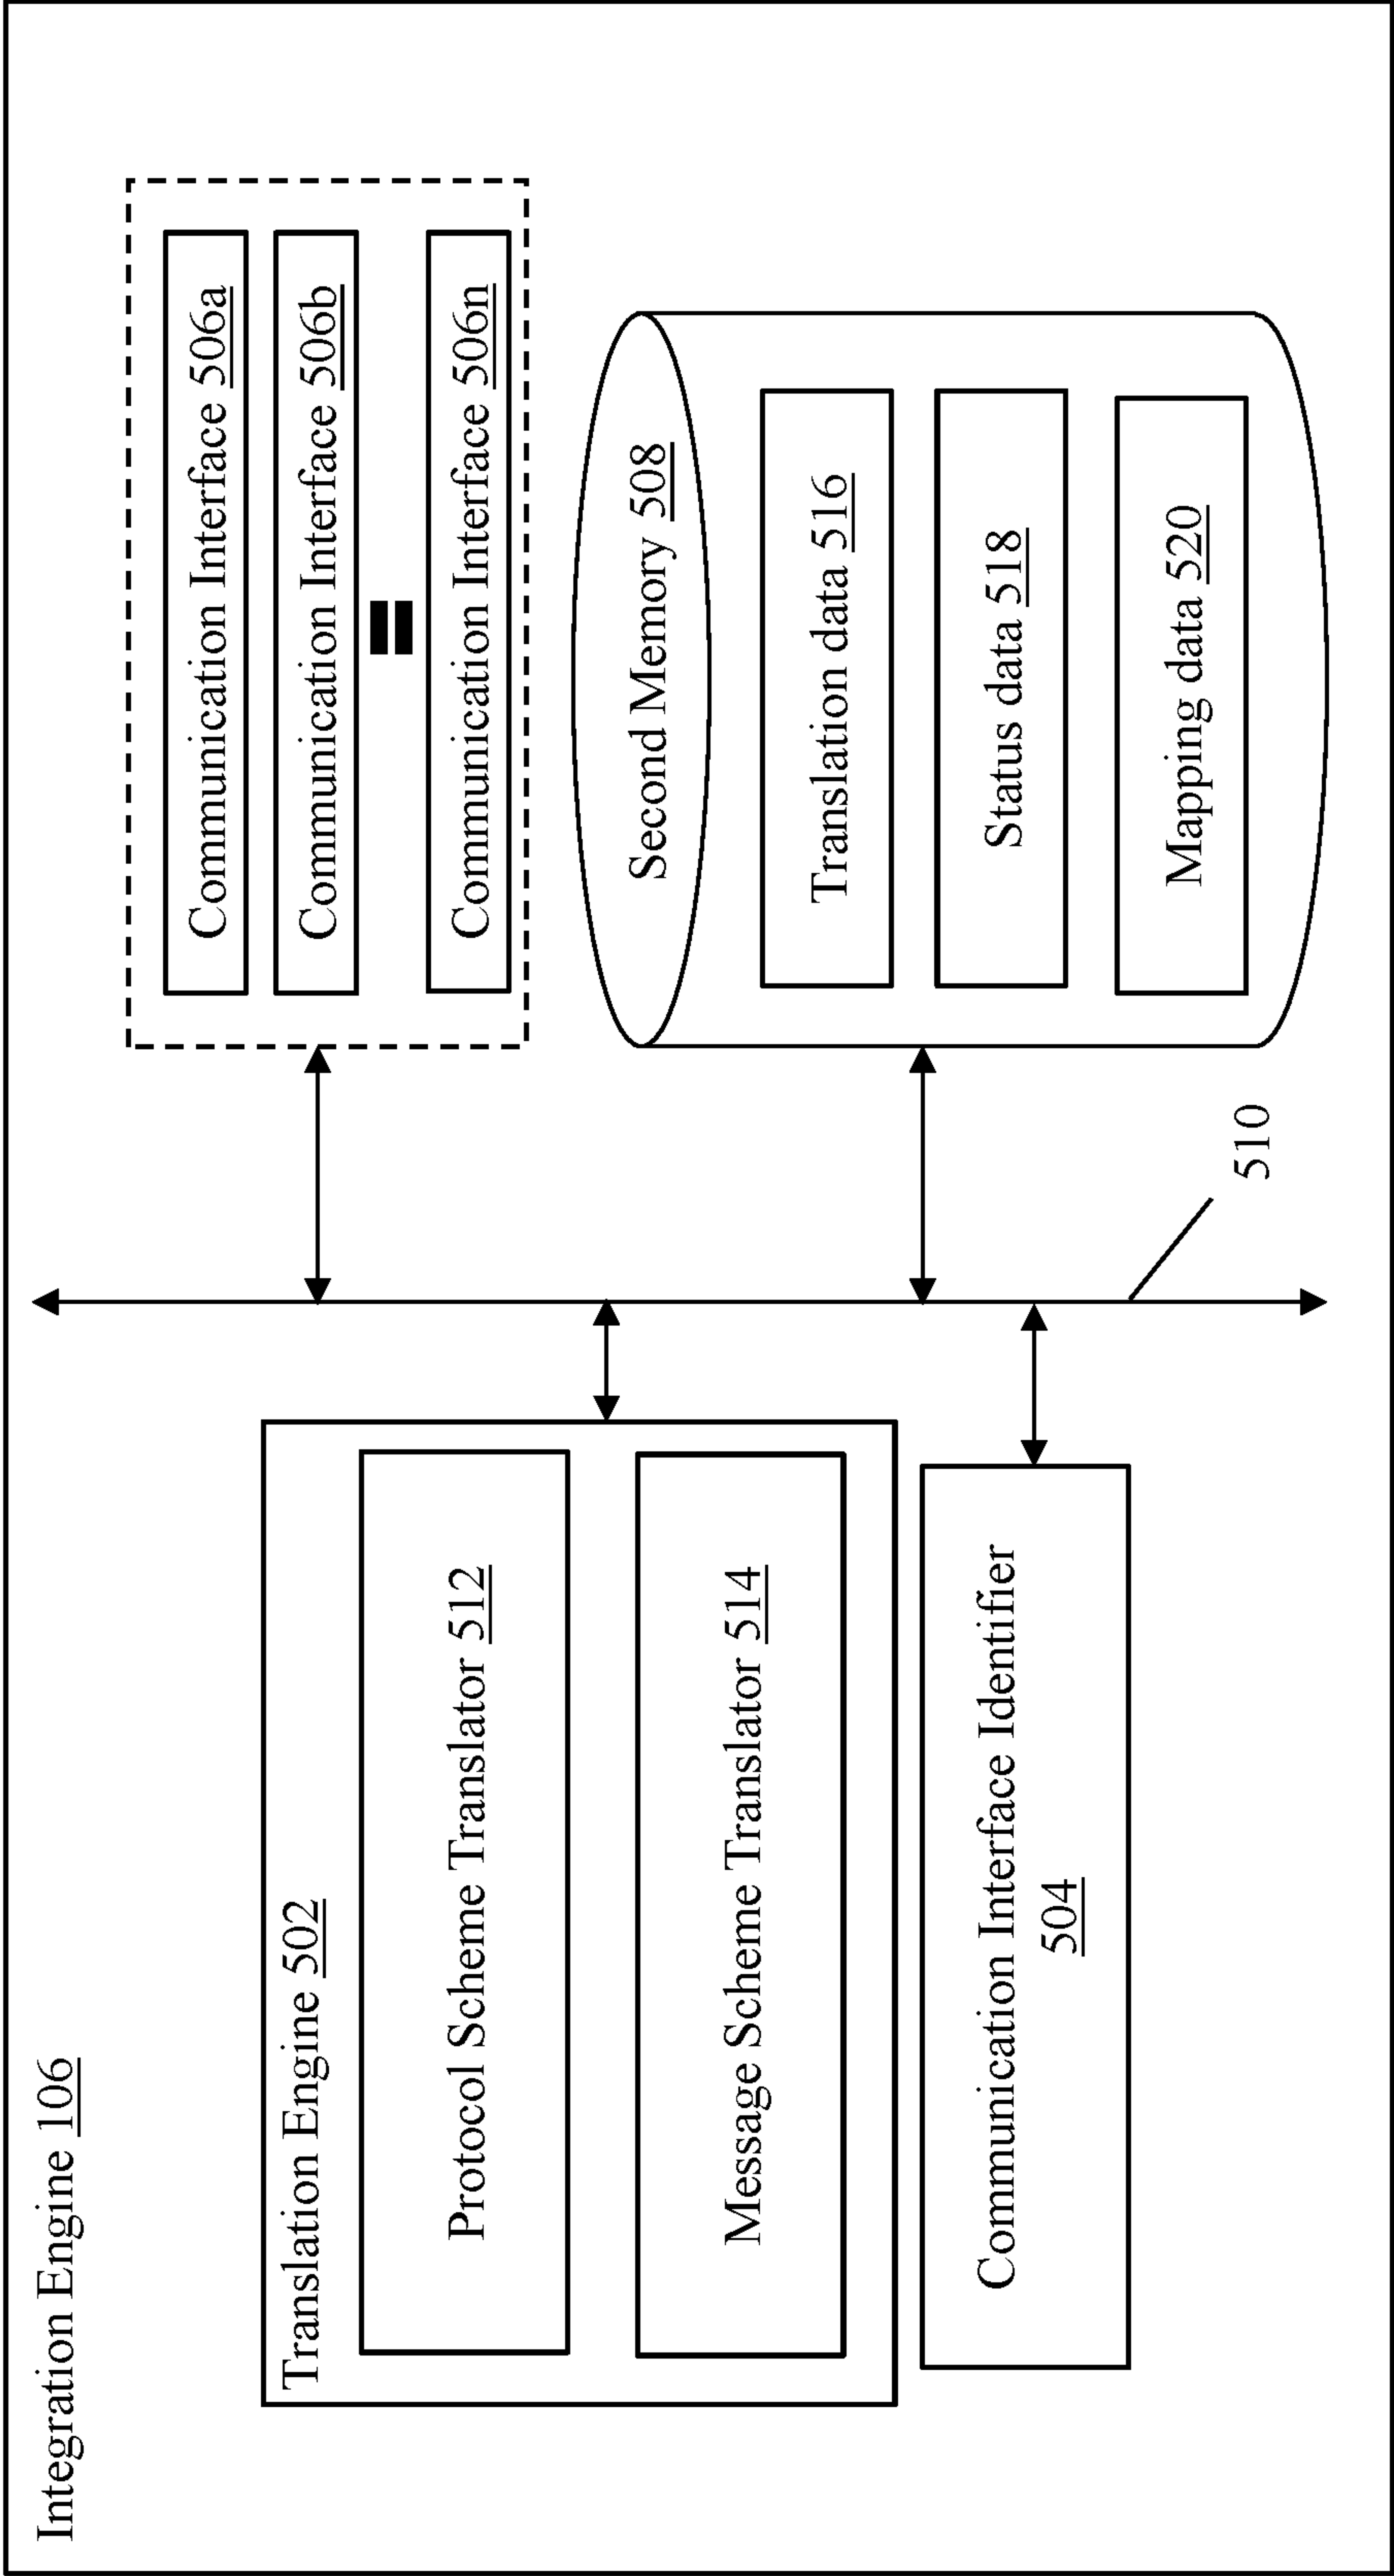 Integration Engine 106
Translation Engine 502
Protocol Scheme Translator 512
Message Scheme Translator 514
Communication Interface Identifier
504
Communication Interface 506a
Communication Interface 506b
Communication Interface 506n
Second Memory 508
Translation data 516
Status data 518
Mapping data 520
510